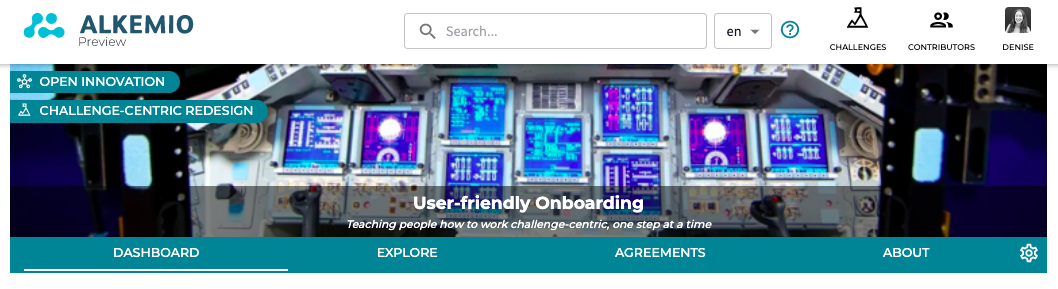 ALKEMIO
Preview
Search...
en
?
CHALLENGES
CONTRIBUTORS
DENISE
OPEN INNOVATION
CHALLENGE-CENTRIC REDESIGN
User-friendly Onboarding
Teaching people how to work challenge-centric, one step at a time
DASHBOARD
EXPLORE
AGREEMENTS
ABOUT